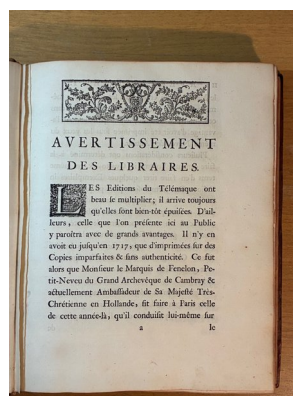 AVERTISSEMENT
DES LIBRAIRES.
LES Editions du Télémaque ont
beau se multiplier; il arrive toujours
qu'elles sont bien-tôt épuisées. D'ail-
leurs, celle que l'on présente ici au Public
y paroîtra avec de grands avantages. Il n'y en
avoit eu jusqu'en 1717, que d'imprimées sur des
Copies imparfaites & sans authenticité. Ce fut
alors que Monsieur le Marquis de Fenelon, Pe-
tit-Neveu du Grand Archevêque de Cambray &
actuellement Ambassadeur de Sa Majesté Très-
Chrétienne en Hollande, fit faire à Paris celle
de cette année-là, qu'il conduisit lui-même sur
a le